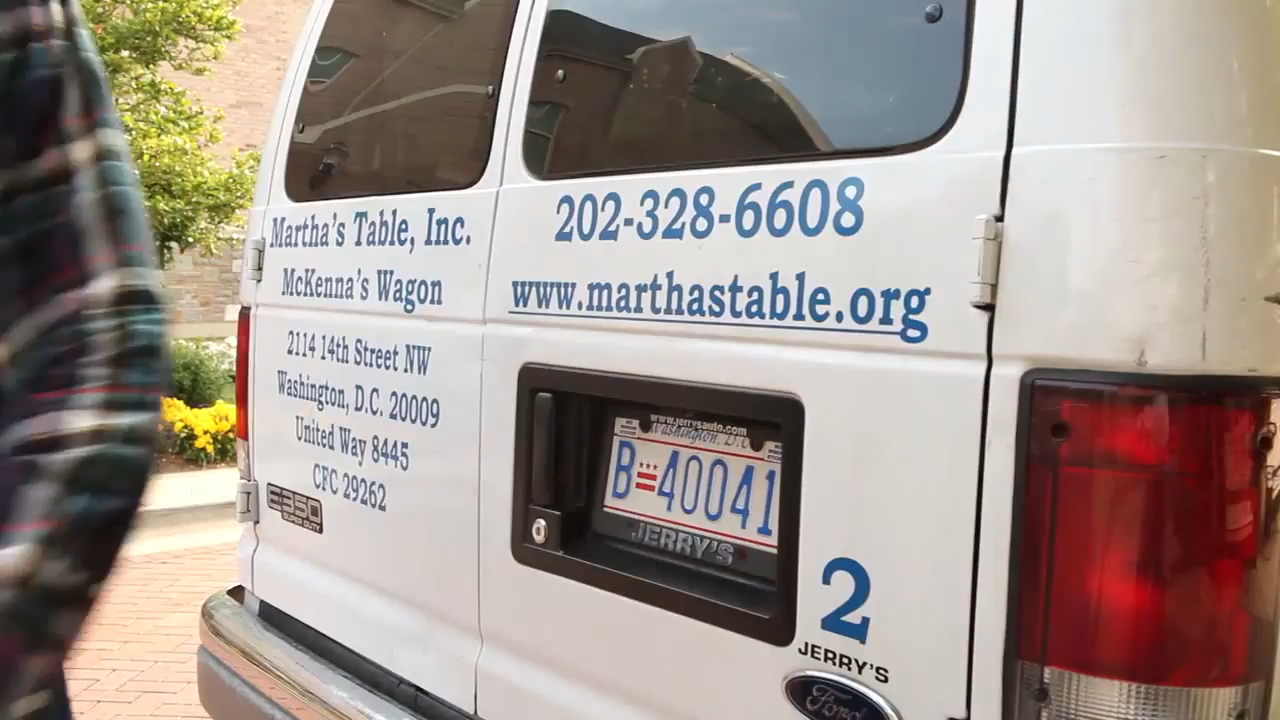 Martha's Table, Inc.
McKenna's Wagon
2114 14th Street NW
Washington, D.C. 20009
United Way 8445
CFC 29262
E350
SUPER DUTY
202-328-6608
www.marthastable.org
www.jerrysauto.com
Washington, D.C.
B 40041
JERRY'S
2
JERRY'S
Ford